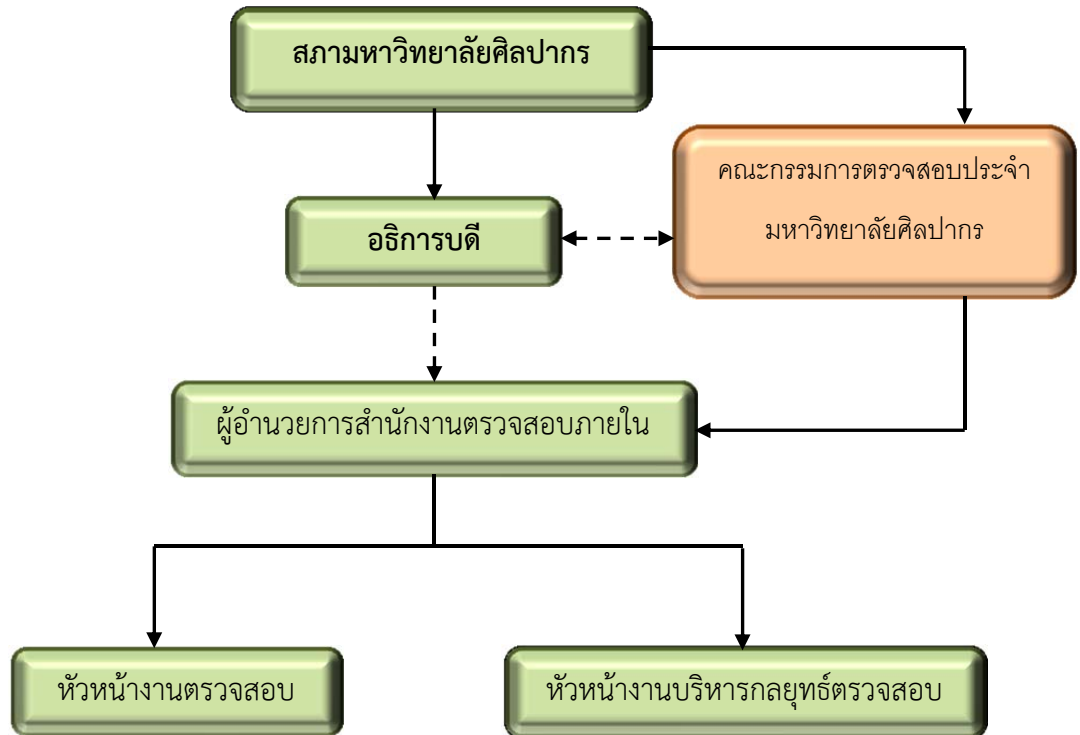 สภามหาวิทยาลัยศิลปากร
คณะกรรมการตรวจสอบประจำ
มหาวิทยาลัยศิลปากร
อธิการบดี
ผู้อำนวยการสำนักงานตรวจสอบภายใน
หัวหน้างานตรวจสอบ
หัวหน้างานบริหารกลยุทธ์ตรวจสอบ